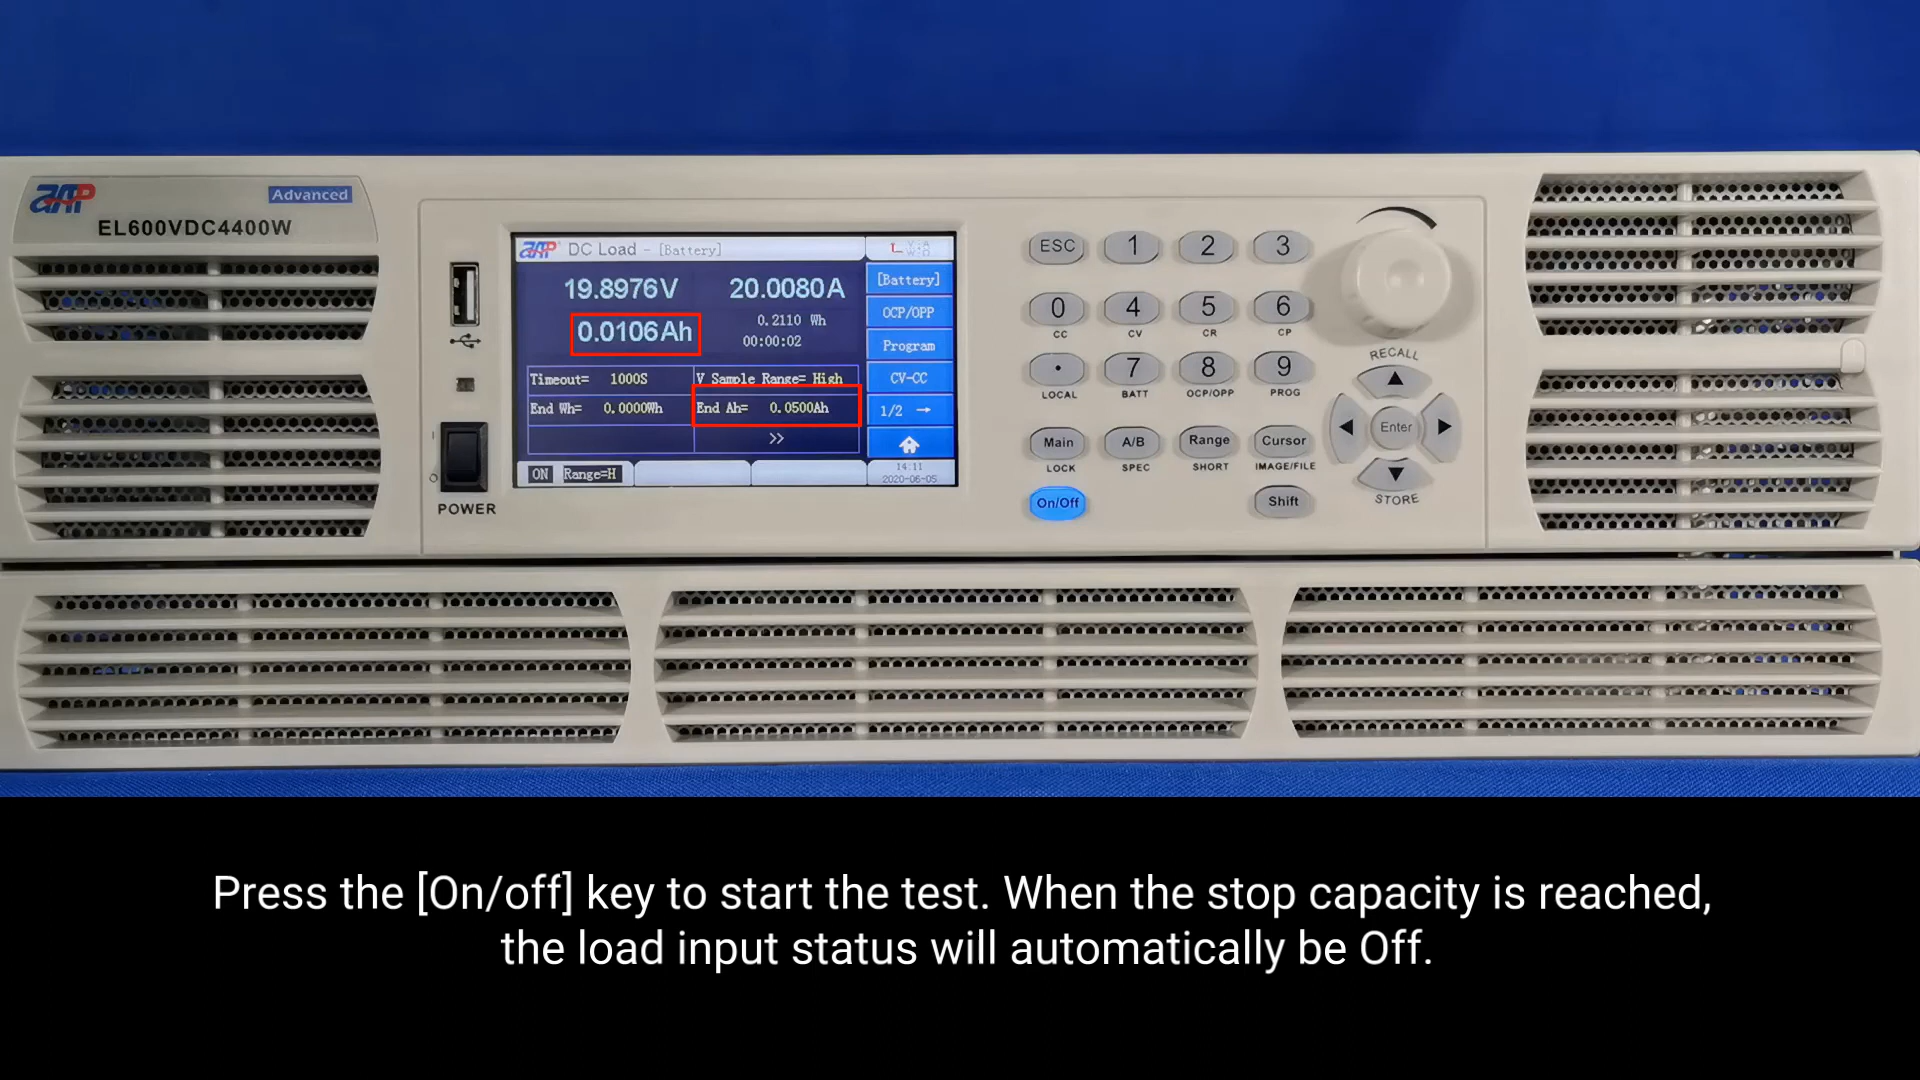 AMP
Advanced
EL600VDC4400W
DC Load - [Battery]
19.8976V
20.0080A
0.0106Ah
0.2110 Wh
00:00:02
Timeout= 1000S
V Sample Range= High
End Wh= 0.0000Wh
End Ah= 0.0500Ah
>>
ON
Range=H
[Battery]
OCP/OPP
Program
CV-CC
1/2 →
14:11
2020-06-05
POWER
ESC
1
2
3
0
4
5
6
CC
CV
CR
CP
.
7
8
9
LOCAL
BATT
OCP/OPP
PROG
Main
A/B
Range
Cursor
LOCK
SPEC
SHORT
IMAGE/FILE
On/Off
Shift
RECALL
Enter
STORE
Press the [On/off] key to start the test. When the stop capacity is reached,
the load input status will automatically be Off.